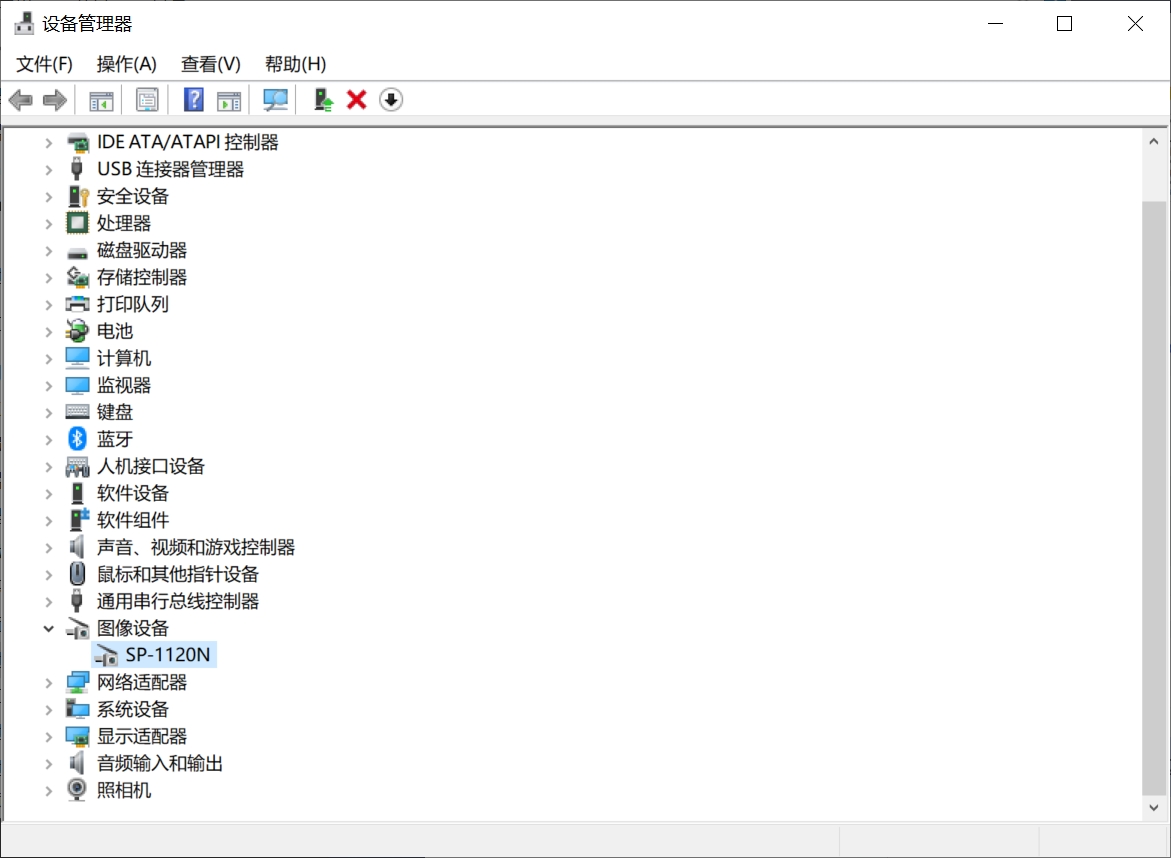 设备管理器
文件(F) 操作(A) 查看(V) 帮助(H)
IDE ATA/ATAPI 控制器
USB 连接器管理器
安全设备
处理器
磁盘驱动器
存储控制器
打印队列
电池
计算机
监视器
键盘
蓝牙
人机接口设备
软件设备
软件组件
声音、视频和游戏控制器
鼠标和其他指针设备
通用串行总线控制器
图像设备
SP-1120N
网络适配器
系统设备
显示适配器
音频输入和输出
照相机